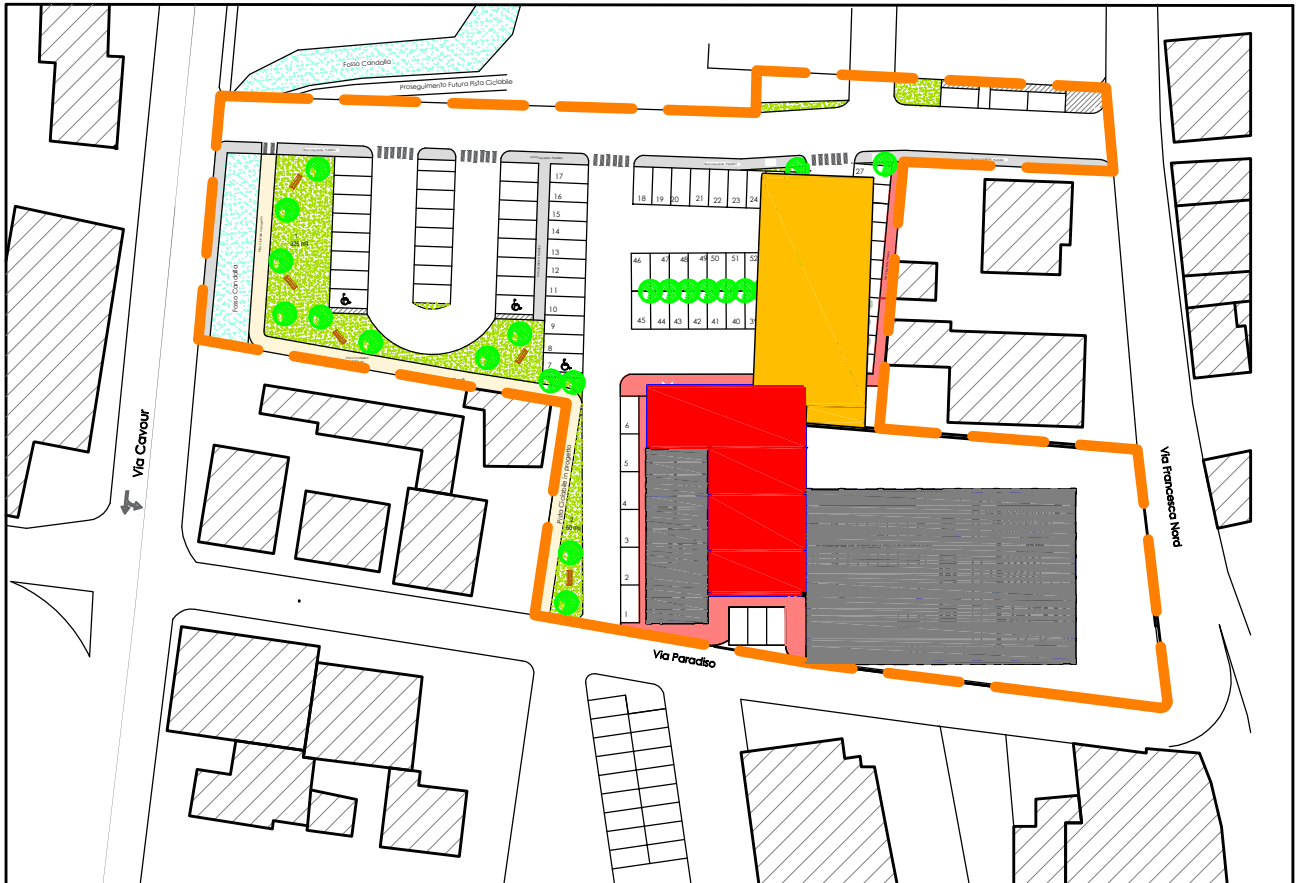 Fosso Candalla
Proseguimento Futura Pista Ciclabile
17
16
15
14
13
12
11
10
9
8
7
18 19 20 21 22 23 24
27
46 47 48 49 50 51 52
45 44 43 42 41 40 39
Fosso Candalla
Via Cavour
Pista Ciclabile in progetto
6
5
4
3
2
1
Via Paradiso
Via Francesca Nord